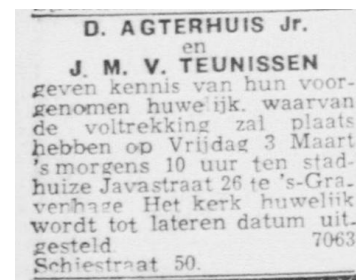 D. AGTERHUIS Jr.
en
J. M. V. TEUNISSEN
geven kennis van hun voor-
genomen huwelijk. waarvan
de voltrekking zal plaats
hebben op Vrijdag 3 Maart
's morgens 10 uur ten stad-
huize Javastraat 26 te 's-Gra-
venhage Het kerk huwelijk
wordt tot lateren datum uit-
gesteld. 7063
Schiestraat 50.